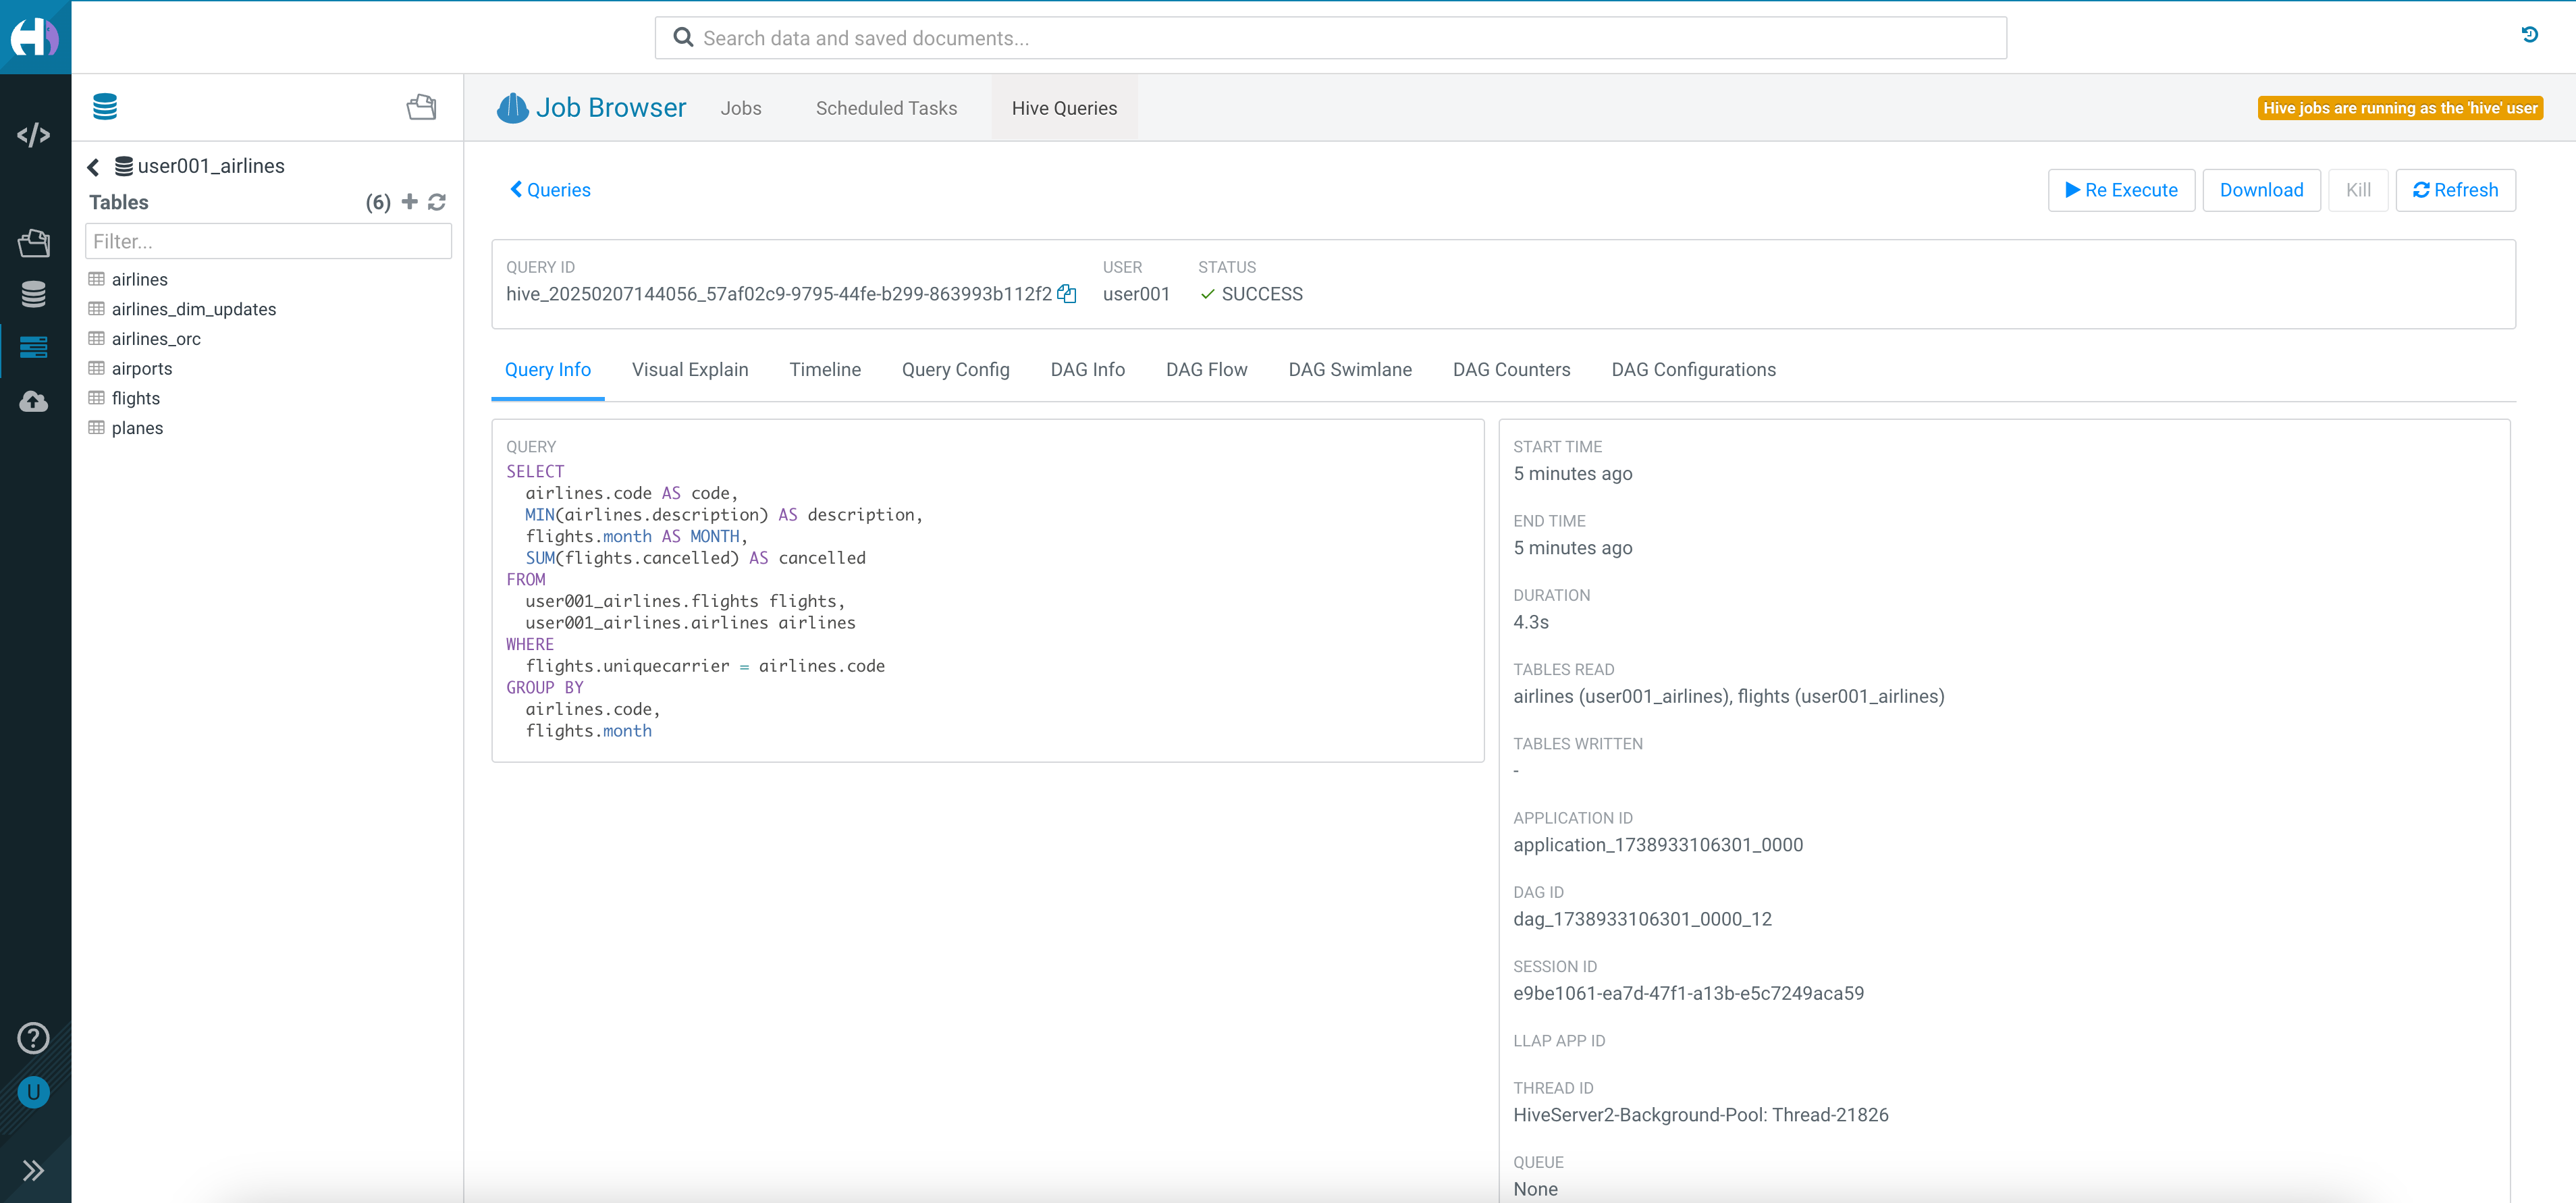 Search data and saved documents...
Job Browser Jobs Scheduled Tasks Hive Queries Hive jobs are running as the 'hive' user
user001_airlines
Tables (6)
Filter...
airlines
airlines_dim_updates
airlines_orc
airports
flights
planes
U
Queries Re Execute Download Kill Refresh
QUERY ID USER STATUS
hive_20250207144056_57af02c9-9795-44fe-b299-863993b112f2 user001 SUCCESS
Query Info Visual Explain Timeline Query Config DAG Info DAG Flow DAG Swimlane DAG Counters DAG Configurations
QUERY
SELECT
airlines.code AS code,
MIN(airlines.description) AS description,
flights.month AS MONTH,
SUM(flights.cancelled) AS cancelled
FROM
user001_airlines.flights flights,
user001_airlines.airlines airlines
WHERE
flights.uniquecarrier = airlines.code
GROUP BY
airlines.code,
flights.month
START TIME
5 minutes ago
END TIME
5 minutes ago
DURATION
4.3s
TABLES READ
airlines (user001_airlines), flights (user001_airlines)
TABLES WRITTEN
-
APPLICATION ID
application_1738933106301_0000
DAG ID
dag_1738933106301_0000_12
SESSION ID
e9be1061-ea7d-47f1-a13b-e5c7249aca59
LLAP APP ID
THREAD ID
HiveServer2-Background-Pool: Thread-21826
QUEUE
None